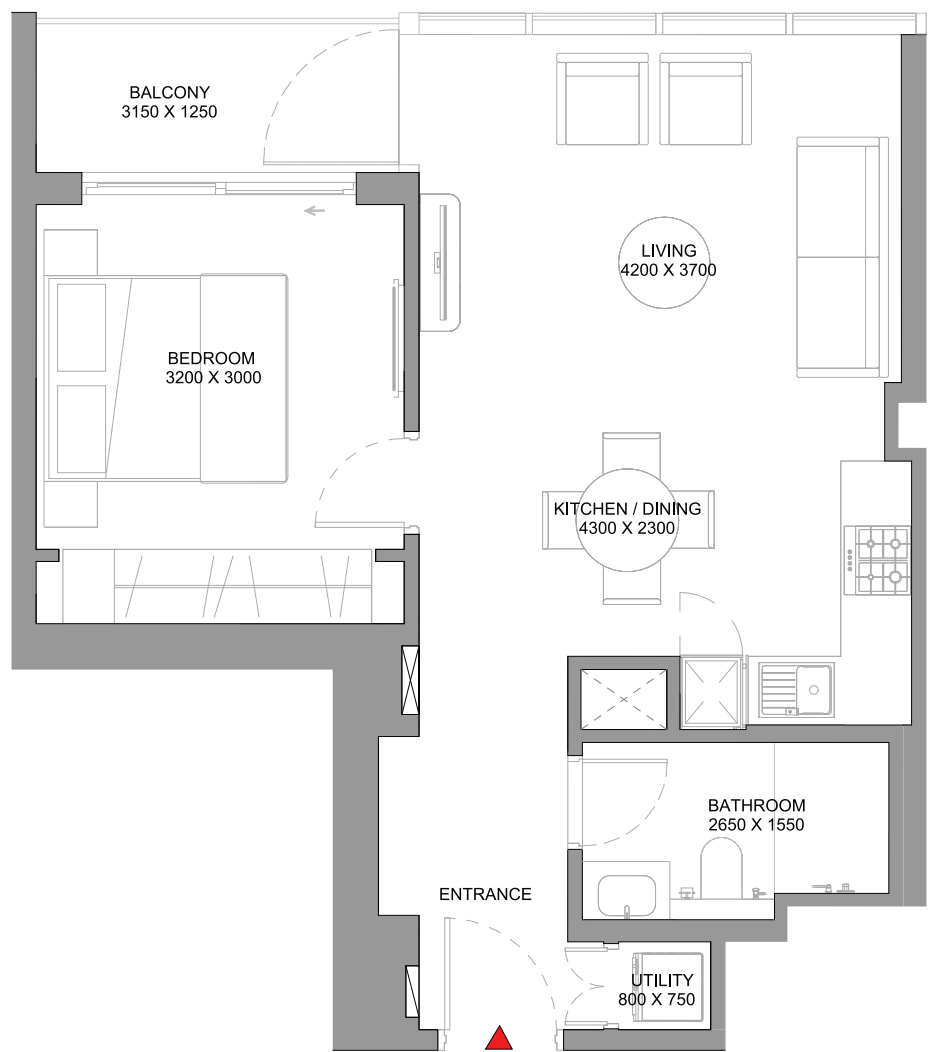 BALCONY
3150 X 1250
LIVING
4200 X 3700
BEDROOM
3200 X 3000
KITCHEN / DINING
4300 X 2300
BATHROOM
2650 X 1550
ENTRANCE
UTILITY
800 X 750